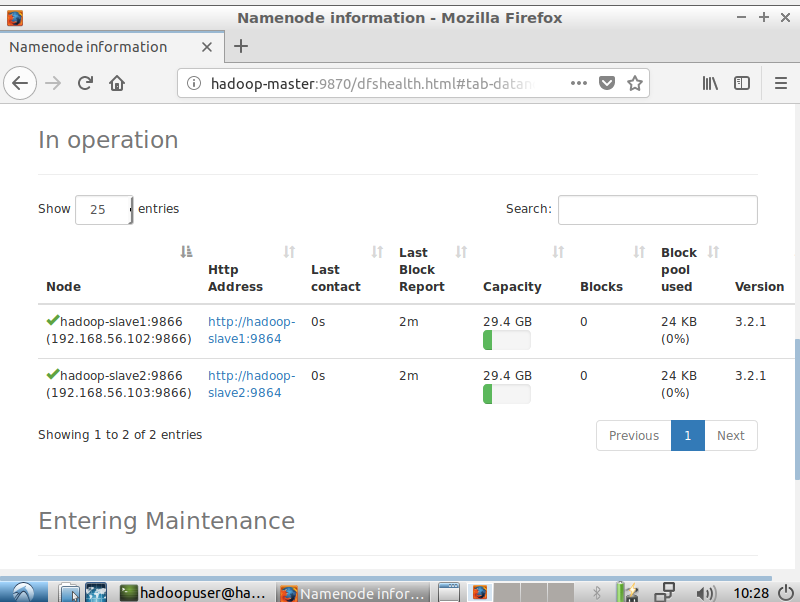 Namenode information - Mozilla Firefox
Namenode information
hadoop-master:9870/dfshealth.html#tab-datan
In operation
Show 25 entries
Search:
Node
Http Address
Last contact
Last Block Report
Capacity
Blocks
Block pool used
Version
hadoop-slave1:9866 http://hadoop- 0s 2m 29.4 GB 0 24 KB 3.2.1
(192.168.56.102:9866) slave1:9864 (0%)
hadoop-slave2:9866 http://hadoop- 0s 2m 29.4 GB 0 24 KB 3.2.1
(192.168.56.103:9866) slave2:9864 (0%)
Showing 1 to 2 of 2 entries
Previous 1 Next
Entering Maintenance
hadoopuser@ha... Namenode infor... 10:28